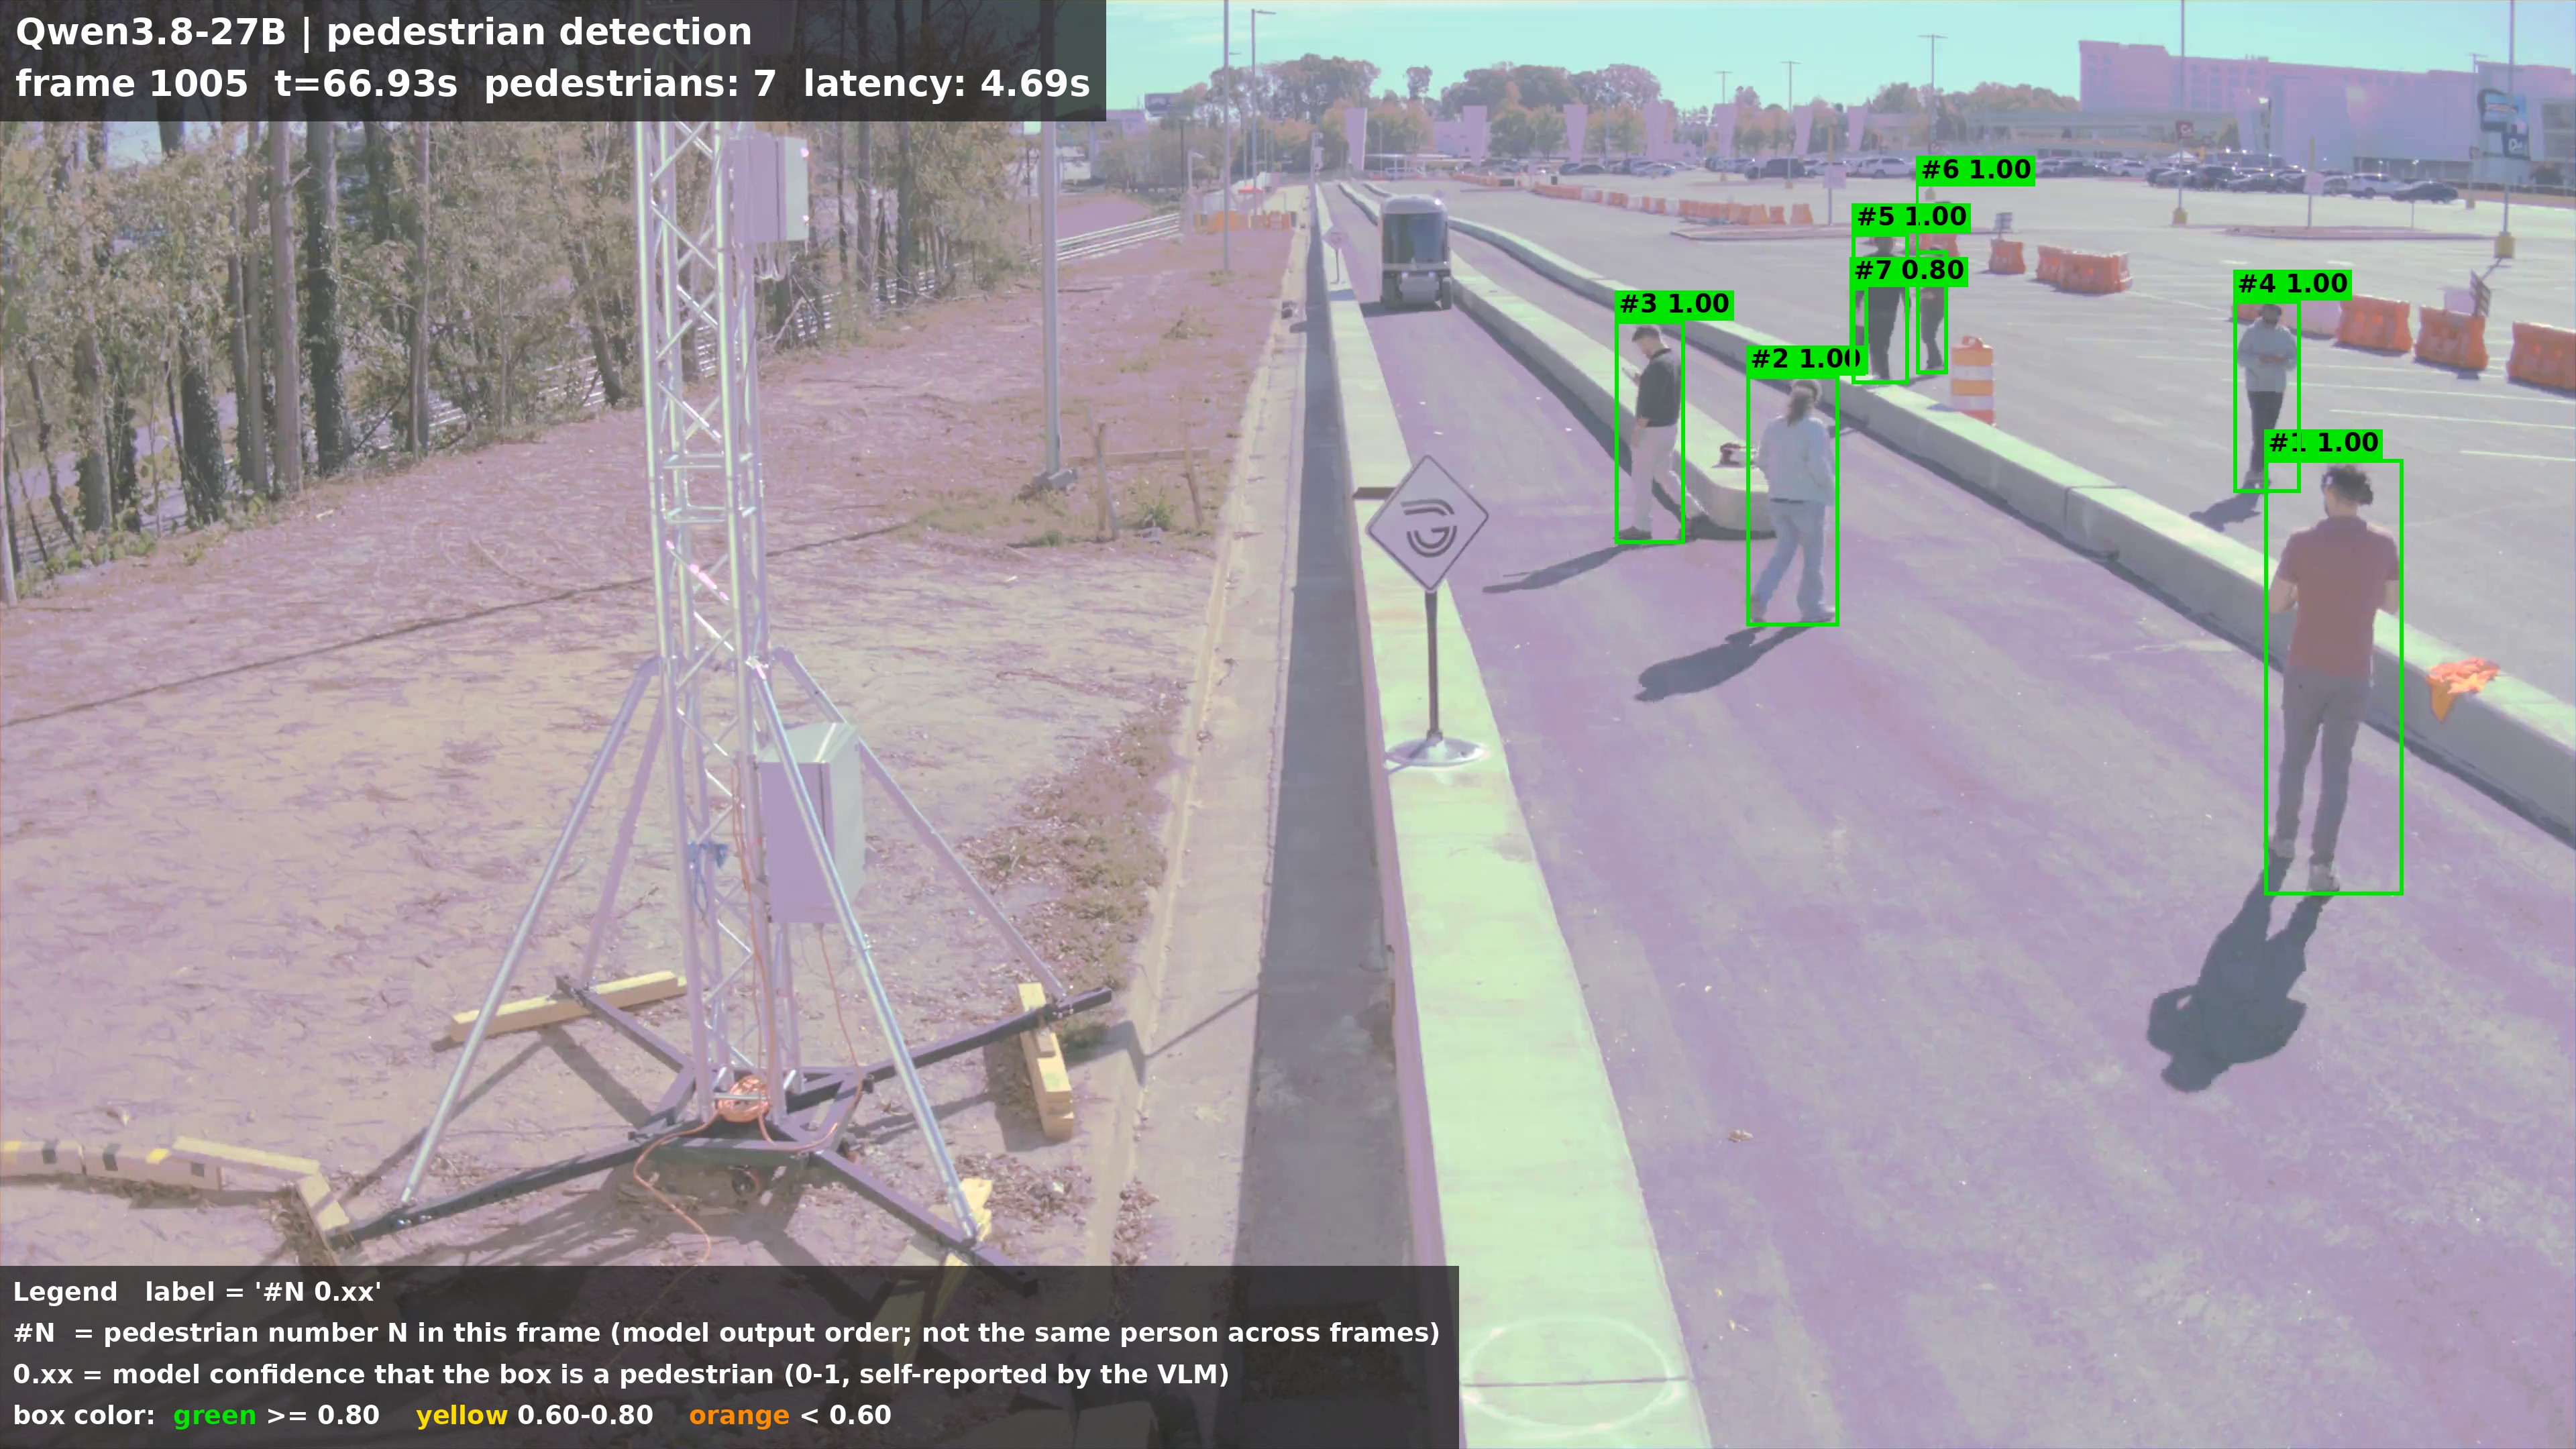 Qwen3.8-27B | pedestrian detection
frame 1005  t=66.93s  pedestrians: 7  latency: 4.69s
#6 1.00
#5 1.00
#7 0.80
#4 1.00
#3 1.00
#2 1.00
#1 1.00
Legend   label = '#N 0.xx'
#N  = pedestrian number N in this frame (model output order; not the same person across frames)
0.xx = model confidence that the box is a pedestrian (0-1, self-reported by the VLM)
box color:  green >= 0.80    yellow 0.60-0.80    orange < 0.60